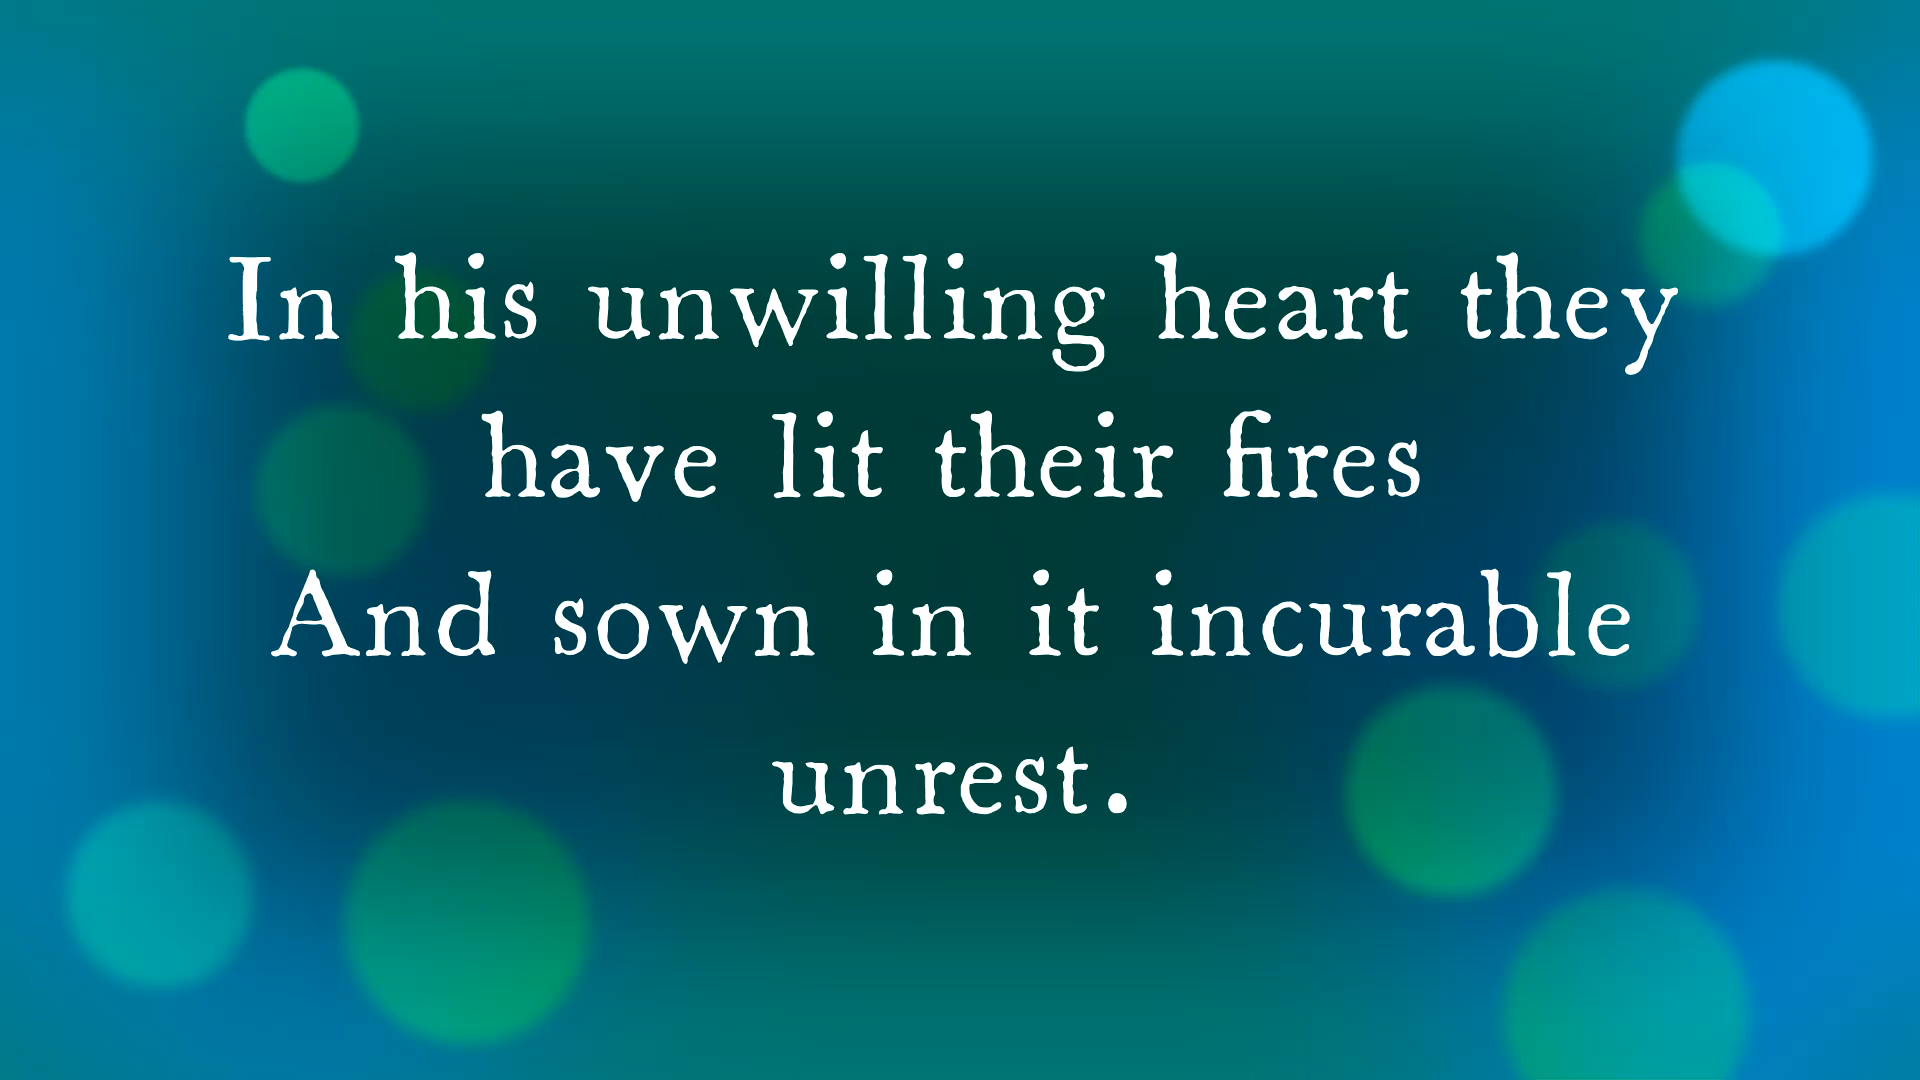 In his unwilling heart they
have lit their fires
And sown in it incurable
unrest.